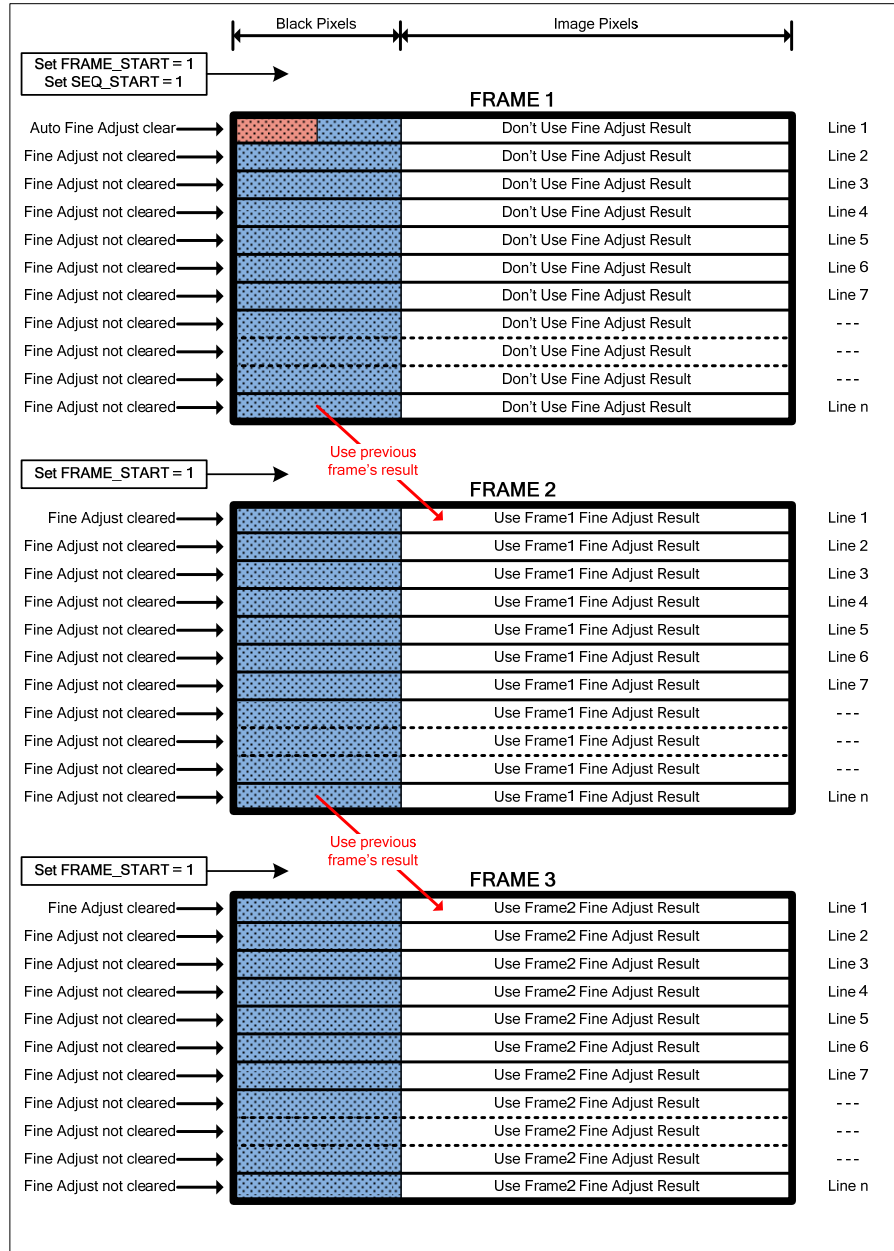 Black Pixels Image Pixels
Set FRAME_START = 1
Set SEQ_START = 1
FRAME 1
Auto Fine Adjust clear Don't Use Fine Adjust Result Line 1
Fine Adjust not cleared Don't Use Fine Adjust Result Line 2
Fine Adjust not cleared Don't Use Fine Adjust Result Line 3
Fine Adjust not cleared Don't Use Fine Adjust Result Line 4
Fine Adjust not cleared Don't Use Fine Adjust Result Line 5
Fine Adjust not cleared Don't Use Fine Adjust Result Line 6
Fine Adjust not cleared Don't Use Fine Adjust Result Line 7
Fine Adjust not cleared Don't Use Fine Adjust Result ---
Fine Adjust not cleared Don't Use Fine Adjust Result ---
Fine Adjust not cleared Don't Use Fine Adjust Result ---
Fine Adjust not cleared Don't Use Fine Adjust Result Line n
Use previous
frame's result
Set FRAME_START = 1
FRAME 2
Fine Adjust cleared Use Frame1 Fine Adjust Result Line 1
Fine Adjust not cleared Use Frame1 Fine Adjust Result Line 2
Fine Adjust not cleared Use Frame1 Fine Adjust Result Line 3
Fine Adjust not cleared Use Frame1 Fine Adjust Result Line 4
Fine Adjust not cleared Use Frame1 Fine Adjust Result Line 5
Fine Adjust not cleared Use Frame1 Fine Adjust Result Line 6
Fine Adjust not cleared Use Frame1 Fine Adjust Result Line 7
Fine Adjust not cleared Use Frame1 Fine Adjust Result ---
Fine Adjust not cleared Use Frame1 Fine Adjust Result ---
Fine Adjust not cleared Use Frame1 Fine Adjust Result ---
Fine Adjust not cleared Use Frame1 Fine Adjust Result Line n
Use previous
frame's result
Set FRAME_START = 1
FRAME 3
Fine Adjust cleared Use Frame2 Fine Adjust Result Line 1
Fine Adjust not cleared Use Frame2 Fine Adjust Result Line 2
Fine Adjust not cleared Use Frame2 Fine Adjust Result Line 3
Fine Adjust not cleared Use Frame2 Fine Adjust Result Line 4
Fine Adjust not cleared Use Frame2 Fine Adjust Result Line 5
Fine Adjust not cleared Use Frame2 Fine Adjust Result Line 6
Fine Adjust not cleared Use Frame2 Fine Adjust Result Line 7
Fine Adjust not cleared Use Frame2 Fine Adjust Result ---
Fine Adjust not cleared Use Frame2 Fine Adjust Result ---
Fine Adjust not cleared Use Frame2 Fine Adjust Result ---
Fine Adjust not cleared Use Frame2 Fine Adjust Result Line n